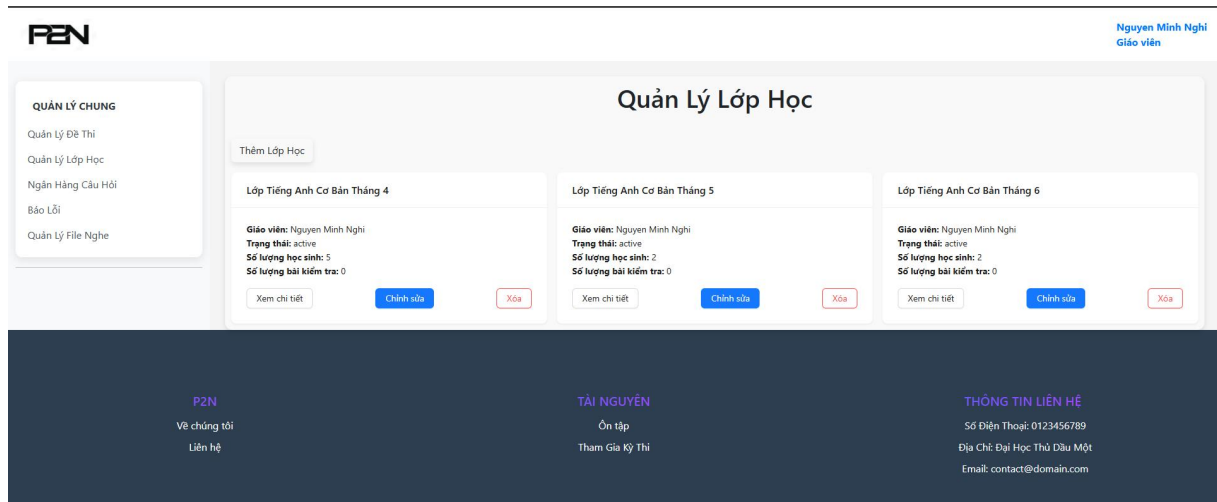 P2N
Nguyen Minh Nghi
Giáo viên
QUẢN LÝ CHUNG
Quản Lý Đề Thi
Quản Lý Lớp Học
Ngân Hàng Câu Hỏi
Báo Lỗi
Quản Lý File Nghe
Quản Lý Lớp Học
Thêm Lớp Học
Lớp Tiếng Anh Cơ Bản Tháng 4
Giáo viên: Nguyen Minh Nghi
Trạng thái: active
Số lượng học sinh: 5
Số lượng bài kiểm tra: 0
Xem chi tiết Chỉnh sửa Xóa
Lớp Tiếng Anh Cơ Bản Tháng 5
Giáo viên: Nguyen Minh Nghi
Trạng thái: active
Số lượng học sinh: 2
Số lượng bài kiểm tra: 0
Xem chi tiết Chỉnh sửa Xóa
Lớp Tiếng Anh Cơ Bản Tháng 6
Giáo viên: Nguyen Minh Nghi
Trạng thái: active
Số lượng học sinh: 2
Số lượng bài kiểm tra: 0
Xem chi tiết Chỉnh sửa Xóa
P2N
Về chúng tôi
Liên hệ
TÀI NGUYÊN
Ôn tập
Tham Gia Kỳ Thi
THÔNG TIN LIÊN HỆ
Số Điện Thoại: 0123456789
Địa Chỉ: Đại Học Thủ Dầu Một
Email: contact@domain.com